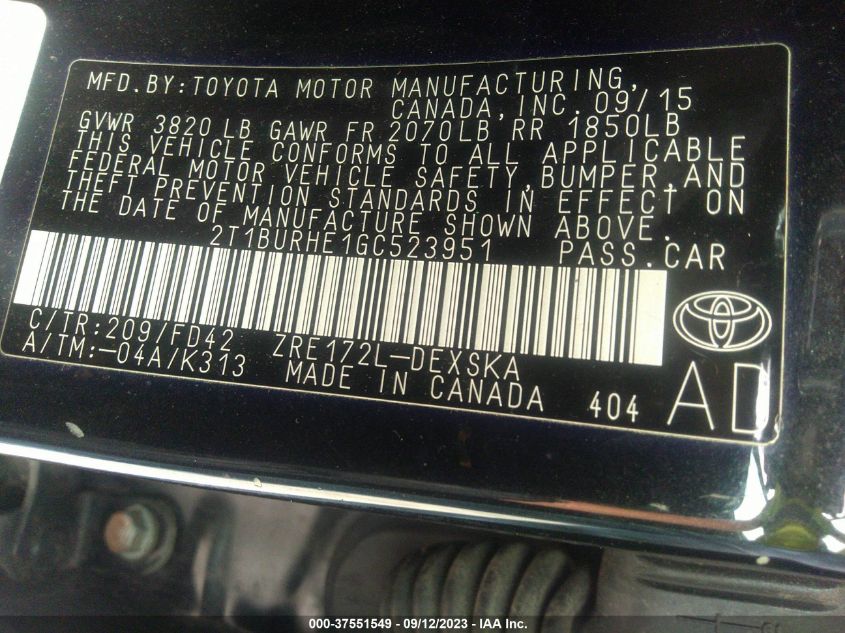 MFD.BY:TOYOTA MOTOR MANUFACTURING,
CANADA,INC.09/15
GVWR 3820 LB GAWR FR 2070LB RR 1850LB
THIS VEHICLE CONFORMS TO ALL APPLICABLE
FEDERAL MOTOR VEHICLE SAFETY,BUMPER,AND
THEFT PREVENTION STANDARDS IN EFFECT ON
THE DATE OF MANUFACTURE SHOWN ABOVE.
2T1BURHE1GC523951 PASS.CAR
C/TR:209/FD42 ZRE172L-DEXSKA
A/TM:-04A/K313 MADE IN CANADA 404 AD
000-37551549 - 09/12/2023 - IAA Inc.